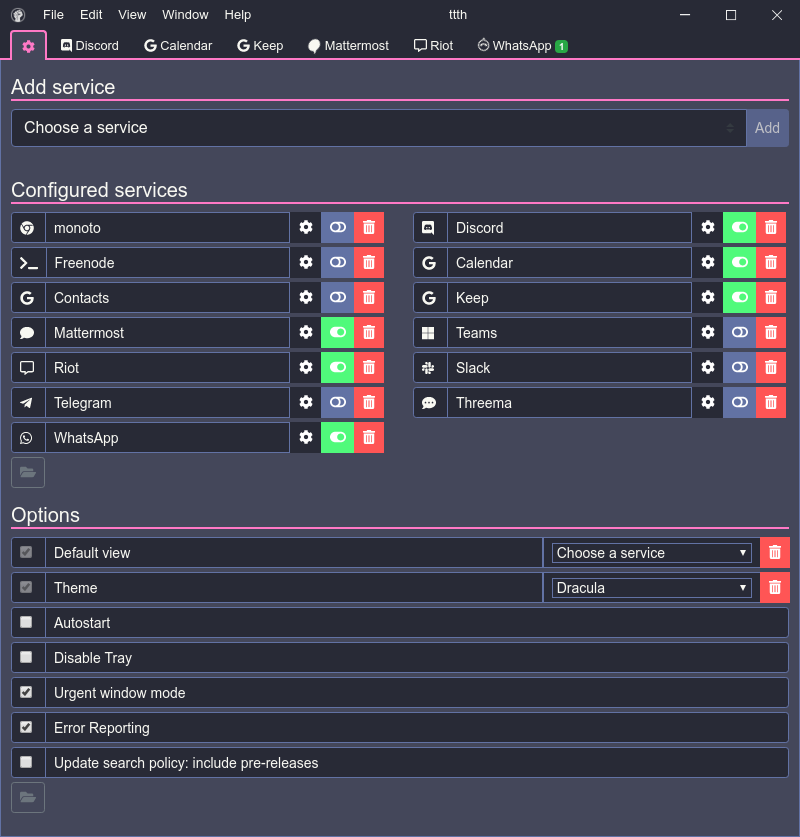 File Edit View Window Help ttth
Discord Calendar Keep Mattermost Riot WhatsApp 1
Add service
Choose a service Add
Configured services
monoto Discord
Freenode Calendar
Contacts Keep
Mattermost Teams
Riot Slack
Telegram Threema
WhatsApp
Options
Default view Choose a service
Theme Dracula
Autostart
Disable Tray
Urgent window mode
Error Reporting
Update search policy: include pre-releases